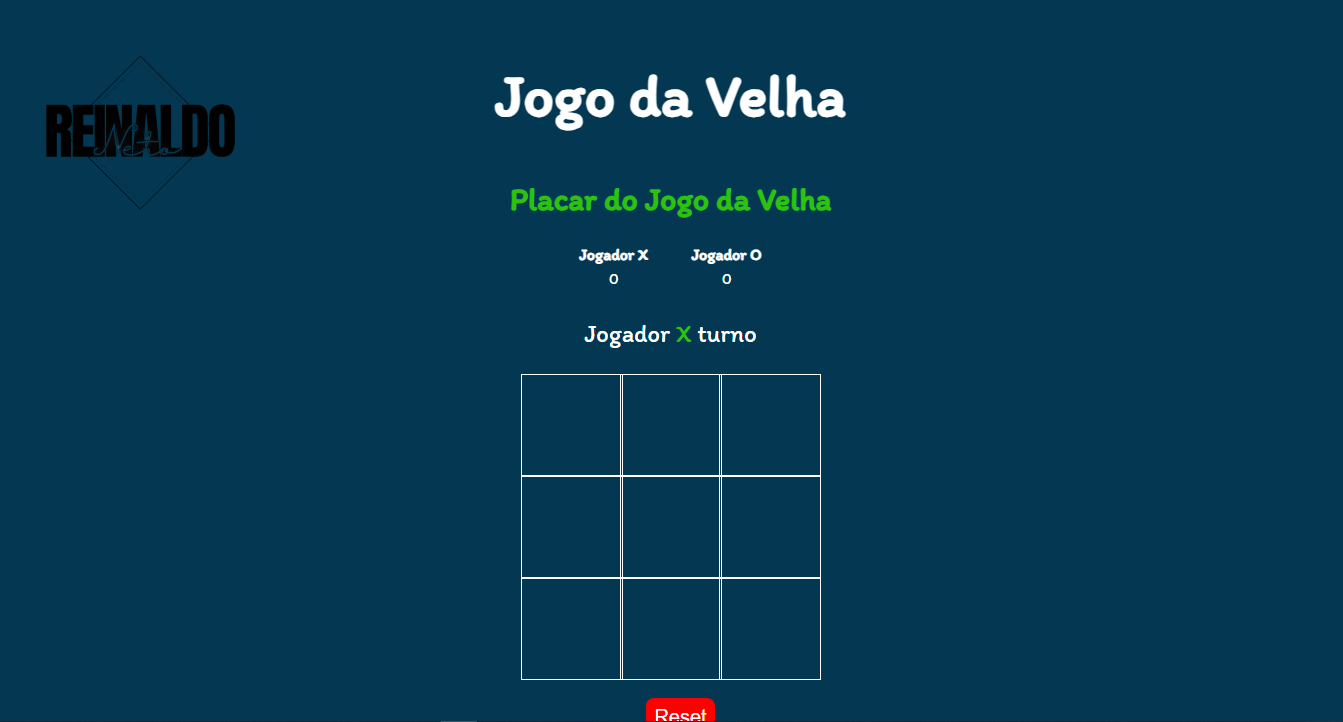 Jogo da Velha
REINALDO
Neto
Placar do Jogo da Velha
Jogador X Jogador O
0 0
Jogador X turno
Reset